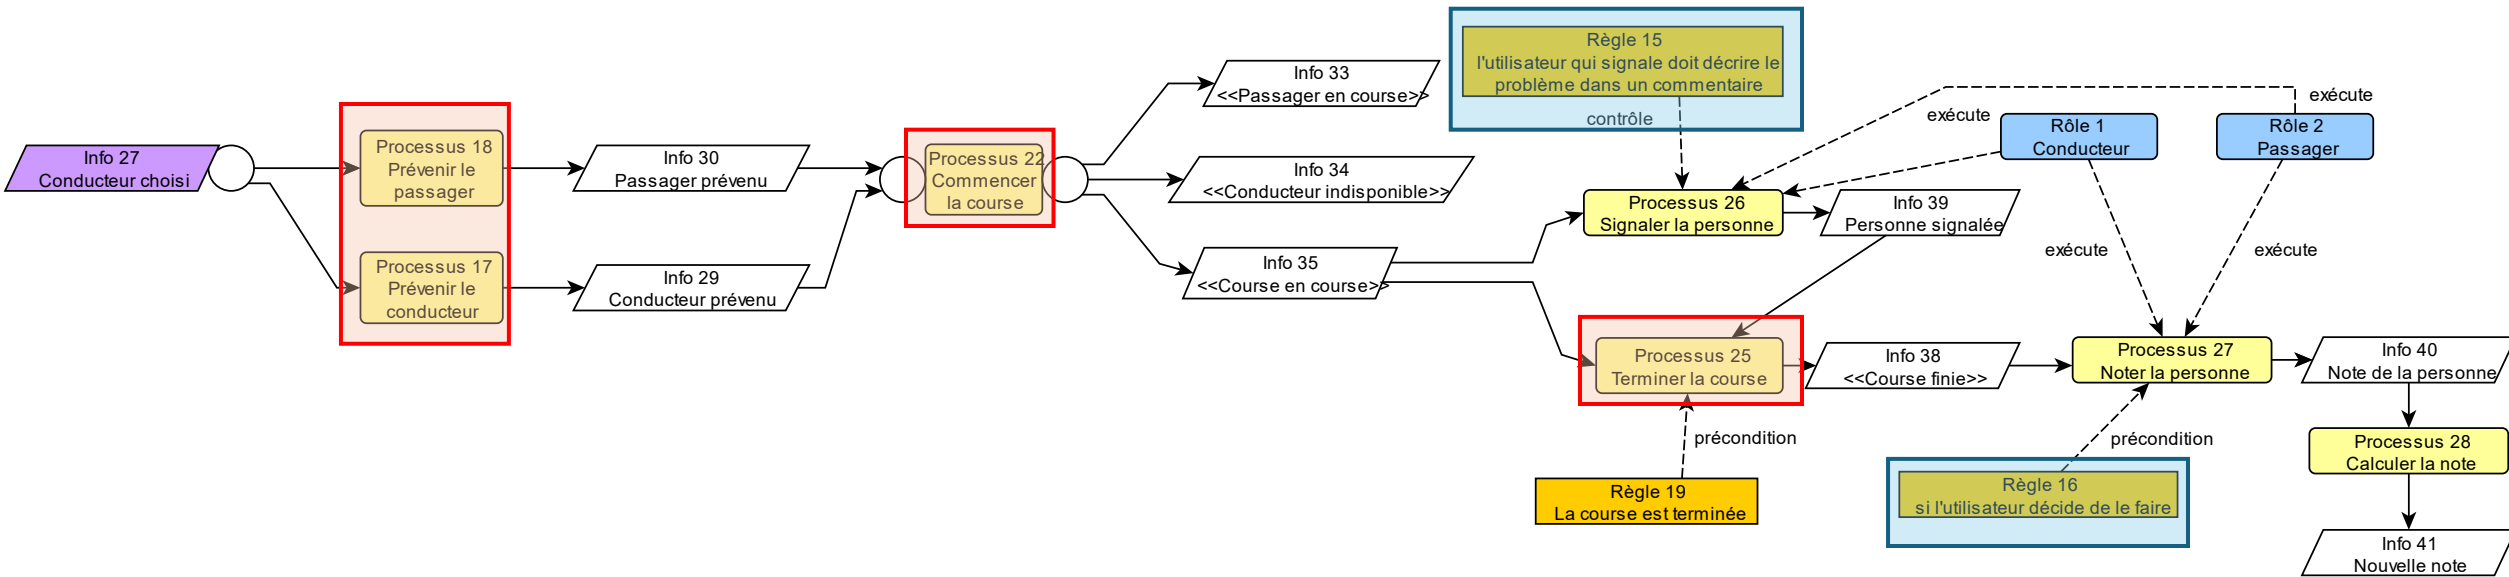 Info 27
Conducteur choisi
Processus 18
Prévenir le
passager
Processus 17
Prévenir le
conducteur
Info 30
Passager prévenu
Info 29
Conducteur prévenu
Processus 22
Commencer
la course
Info 33
<<Passager en course>>
Info 34
<<Conducteur indisponible>>
Info 35
<<Course en course>>
Règle 15
l'utilisateur qui signale doit décrire le
problème dans un commentaire
contrôle
Processus 26
Signaler la personne
Info 39
Personne signalée
exécute
exécute
Rôle 1
Conducteur
Rôle 2
Passager
exécute
exécute
Processus 25
Terminer la course
Info 38
<<Course finie>>
Processus 27
Noter la personne
Info 40
Note de la personne
précondition
Règle 19
La course est terminée
précondition
Règle 16
si l'utilisateur décide de le faire
Processus 28
Calculer la note
Info 41
Nouvelle note